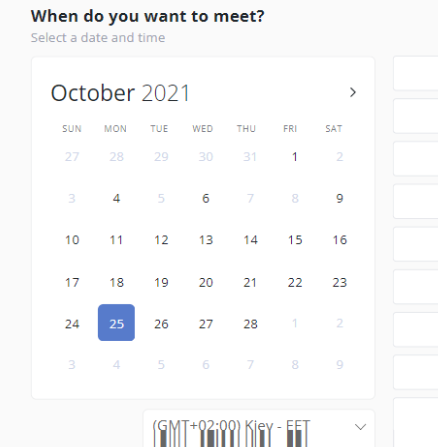 When do you want to meet?
Select a date and time
October 2021
SUN MON TUE WED THU FRI SAT
27 28 29 30 31 1 2
3 4 5 6 7 8 9
10 11 12 13 14 15 16
17 18 19 20 21 22 23
24 25 26 27 28 1 2
3 4 5 6 7 8 9
(GMT+02:00) Kiev - EET